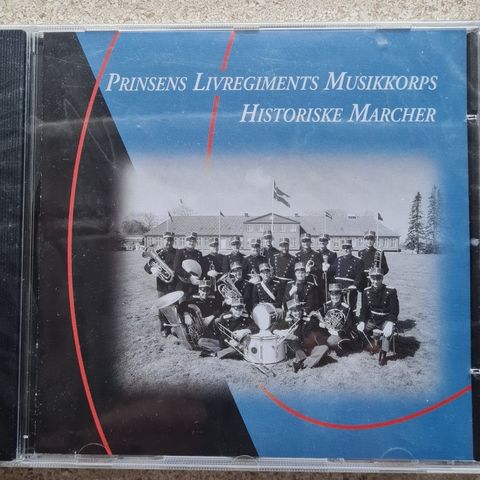 PRINSENS LIVREGIMENTS MUSIKKORPS
HISTORISKE MARCHER